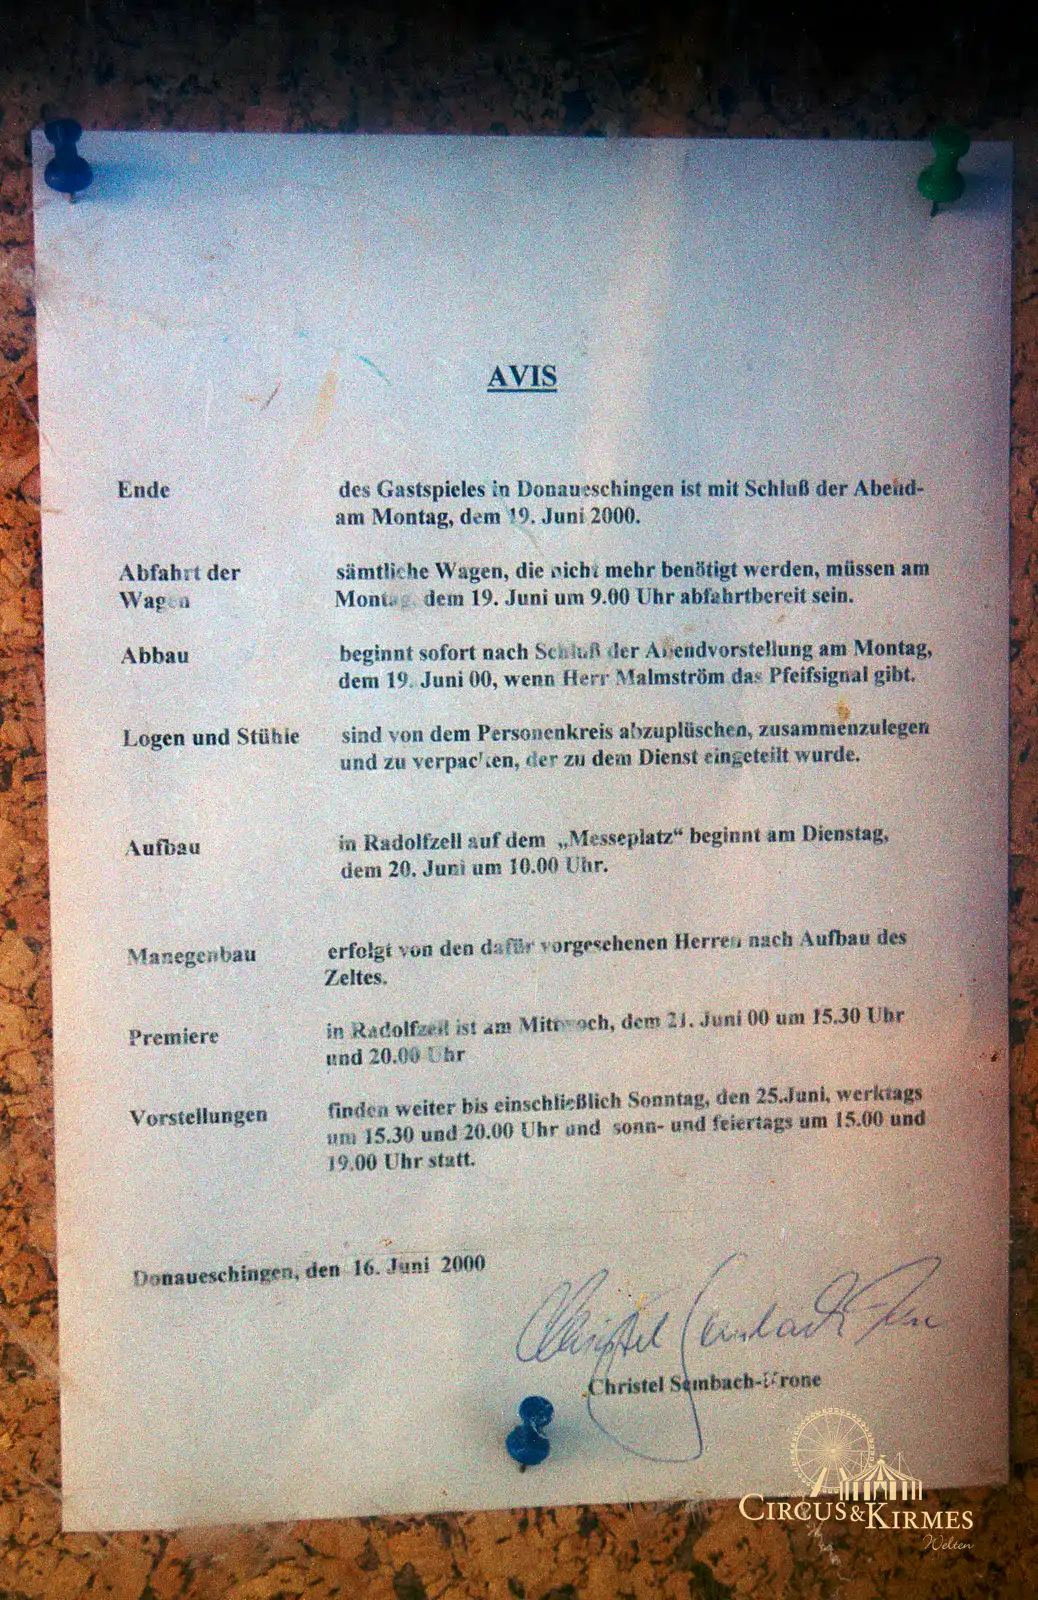 AVIS
Ende des Gastspieles in Donaueschingen ist mit Schluß der Abend-
am Montag, dem 19. Juni 2000.
Abfahrt der sämtliche Wagen, die nicht mehr benötigt werden, müssen am
Wagen Montag, dem 19. Juni um 9.00 Uhr abfahrtbereit sein.
Abbau beginnt sofort nach Schluß der Abendvorstellung am Montag,
dem 19. Juni 00, wenn Herr Malmström das Pfeifsignal gibt.
Logen und Stühle sind von dem Personenkreis abzuplüschen, zusammenzulegen
und zu verpacken, der zu dem Dienst eingeteilt wurde.
Aufbau in Radolfzell auf dem „Messeplatz“ beginnt am Dienstag,
dem 20. Juni um 10.00 Uhr.
Manegenbau erfolgt von den dafür vorgesehenen Herren nach Aufbau des
Zeltes.
Premiere in Radolfzell ist am Mittwoch, dem 21. Juni 00 um 15.30 Uhr
und 20.00 Uhr
Vorstellungen finden weiter bis einschließlich Sonntag, den 25.Juni, werktags
um 15.30 und 20.00 Uhr und sonn- und feiertags um 15.00 und
19.00 Uhr statt.
Donaueschingen, den 16. Juni 2000
Christel Sembach-Krone
Christel Sembach-Krone
CIRCUS&KIRMES
Welten